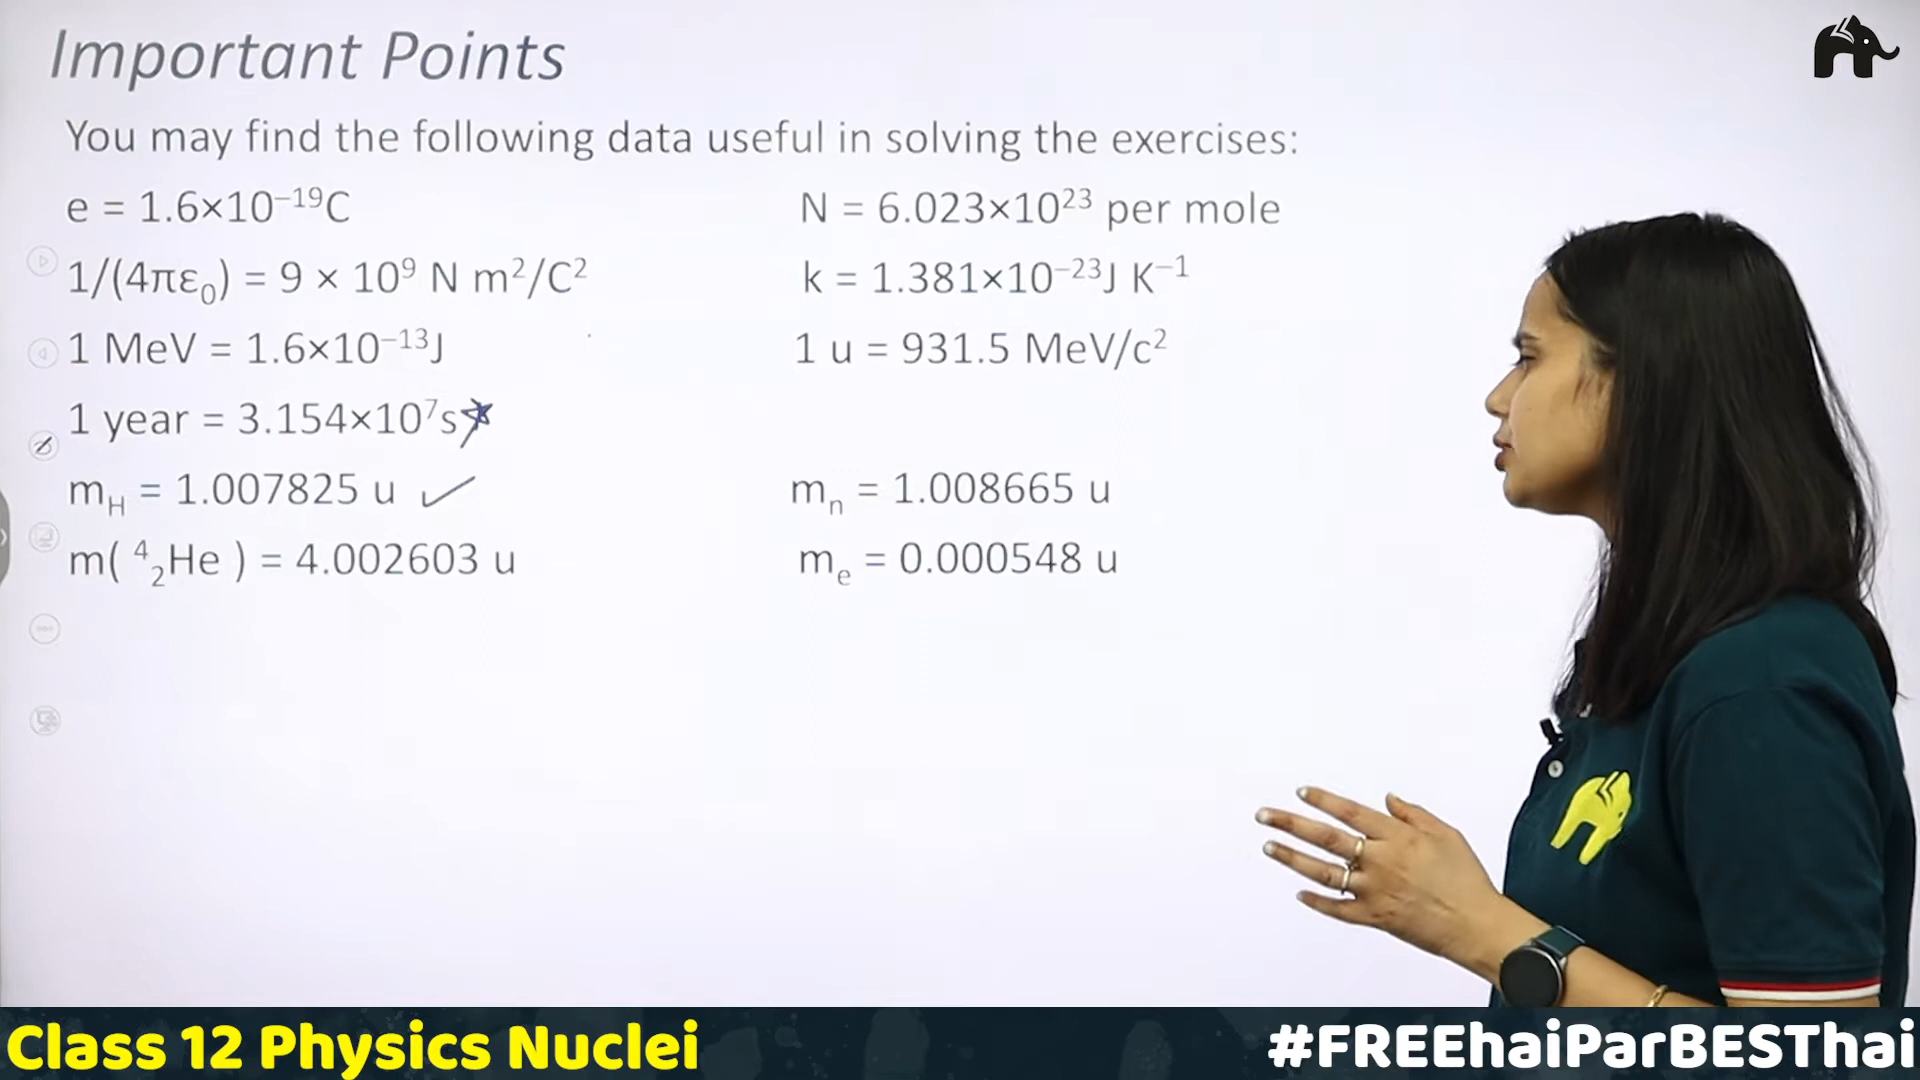 Important Points
You may find the following data useful in solving the exercises:
e = 1.6×10⁻¹⁹C N = 6.023×10²³ per mole
1/(4πε₀) = 9 × 10⁹ N m²/C² k = 1.381×10⁻²³J K⁻¹
1 MeV = 1.6×10⁻¹³J 1 u = 931.5 MeV/c²
1 year = 3.154×10⁷s
m_H = 1.007825 u mₙ = 1.008665 u
m( ⁴₂He ) = 4.002603 u mₑ = 0.000548 u
Class 12 Physics Nuclei #FREEhaiParBESThai